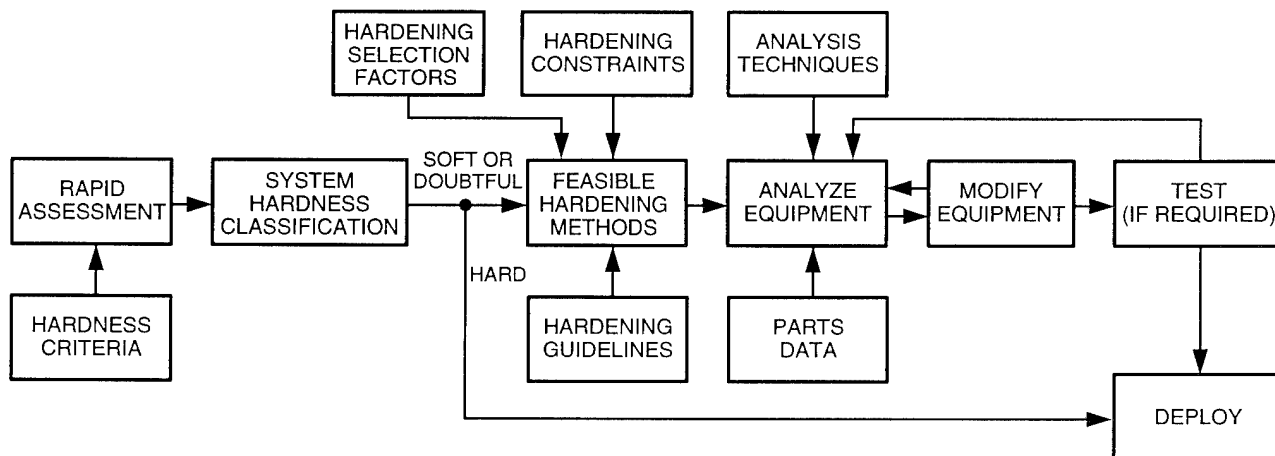 HARDENING
SELECTION
FACTORS
HARDENING
CONSTRAINTS
ANALYSIS
TECHNIQUES
RAPID
ASSESSMENT
SYSTEM
HARDNESS
CLASSIFICATION
SOFT OR
DOUBTFUL
FEASIBLE
HARDENING
METHODS
ANALYZE
EQUIPMENT
MODIFY
EQUIPMENT
TEST
(IF REQUIRED)
HARD
HARDNESS
CRITERIA
HARDENING
GUIDELINES
PARTS
DATA
DEPLOY